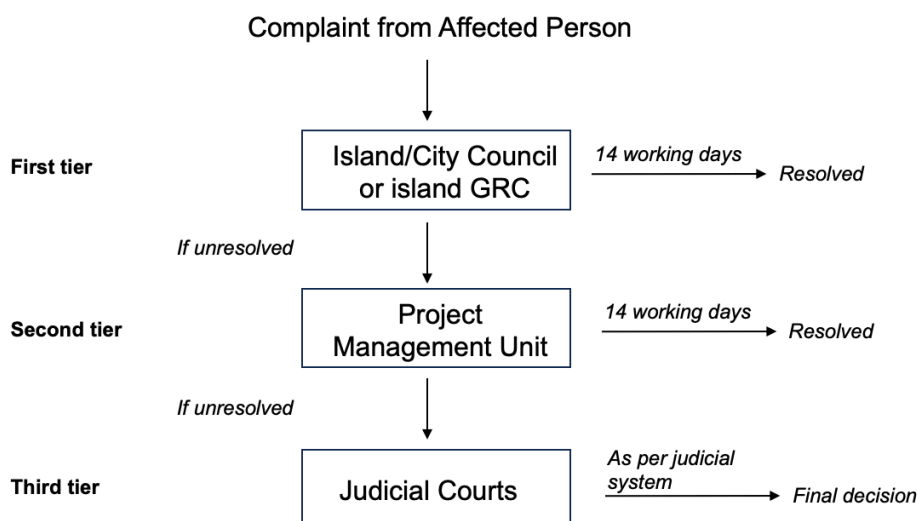 Complaint from Affected Person
First tier
Island/City Council
or island GRC
14 working days
Resolved
If unresolved
Second tier
Project
Management Unit
14 working days
Resolved
If unresolved
Third tier
Judicial Courts
As per judicial
system
Final decision